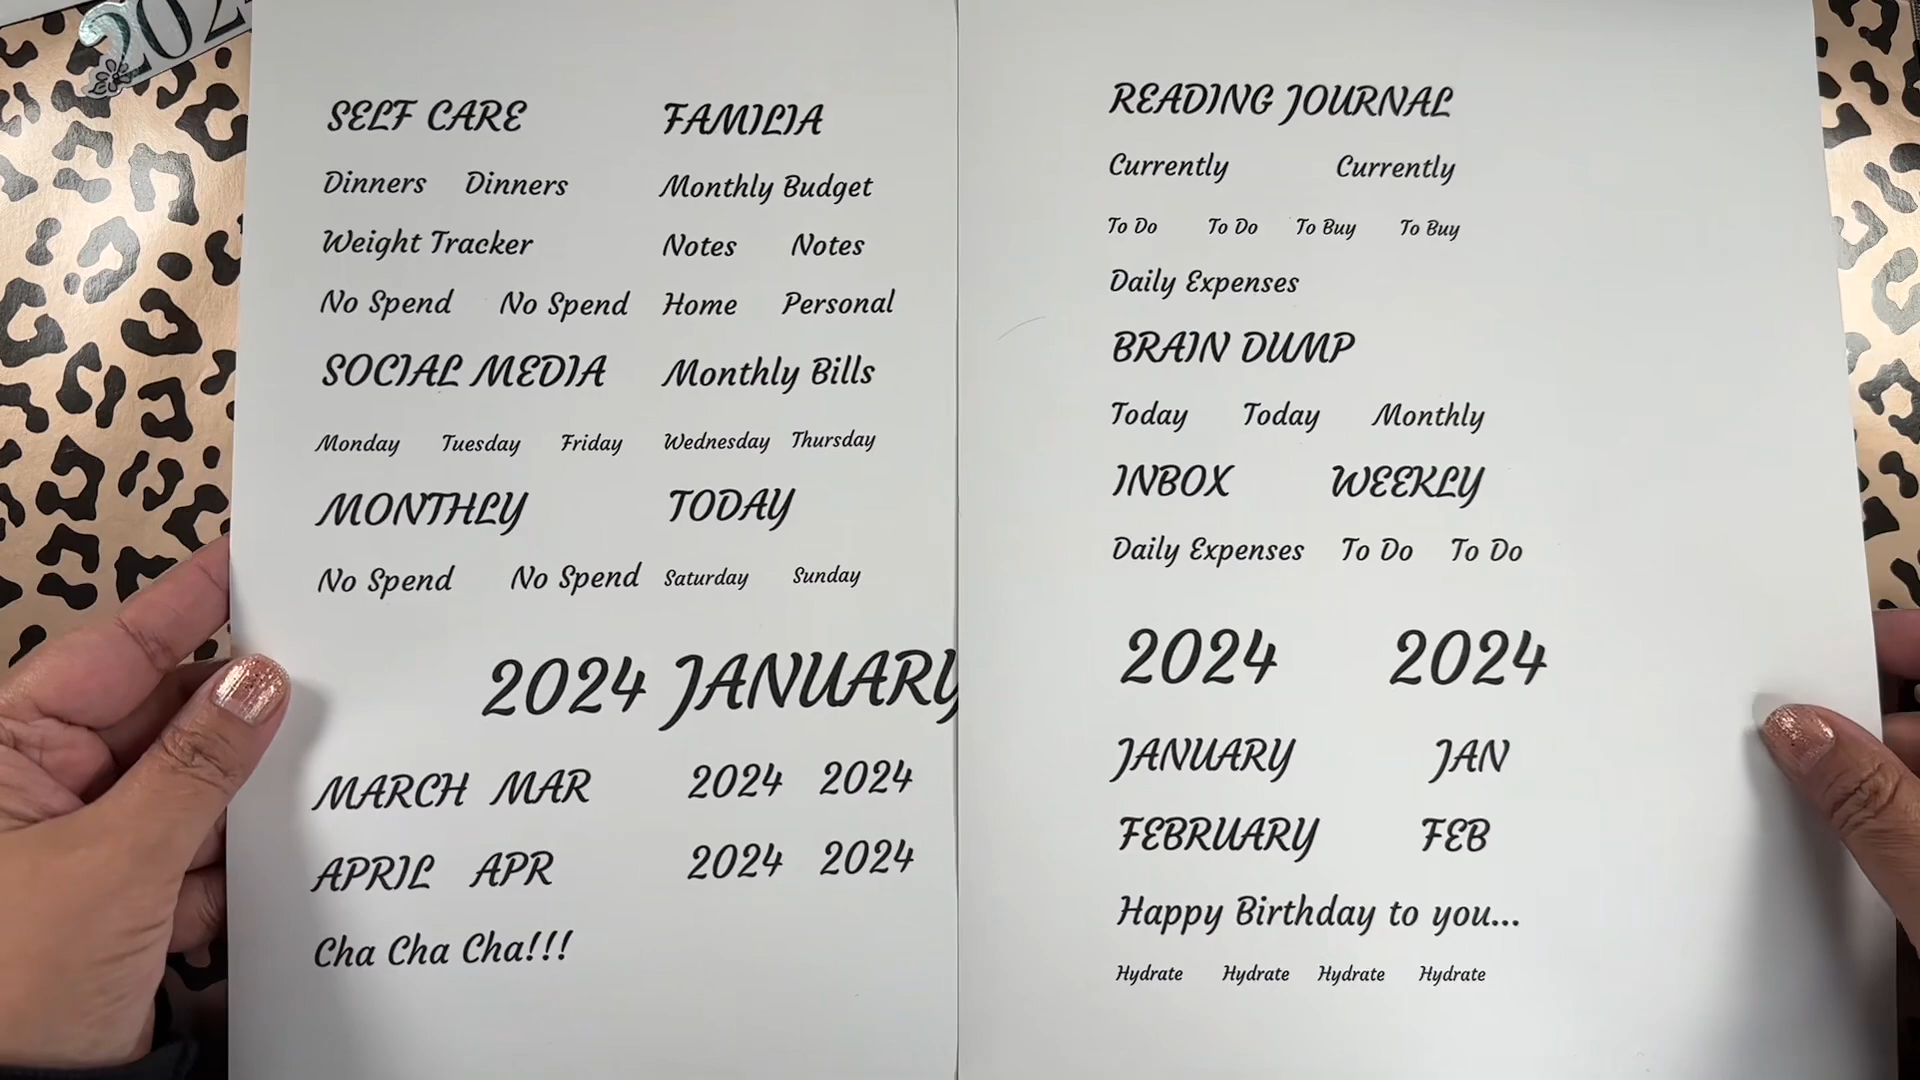 2024
SELF CARE FAMILIA
Dinners Dinners Monthly Budget
Weight Tracker Notes Notes
No Spend No Spend Home Personal
SOCIAL MEDIA Monthly Bills
Monday Tuesday Friday Wednesday Thursday
MONTHLY TODAY
No Spend No Spend Saturday Sunday
2024 JANUARY
MARCH MAR 2024 2024
APRIL APR 2024 2024
Cha Cha Cha!!!
READING JOURNAL
Currently Currently
To Do To Do To Buy To Buy
Daily Expenses
BRAIN DUMP
Today Today Monthly
INBOX WEEKLY
Daily Expenses To Do To Do
2024 2024
JANUARY JAN
FEBRUARY FEB
Happy Birthday to you...
Hydrate Hydrate Hydrate Hydrate